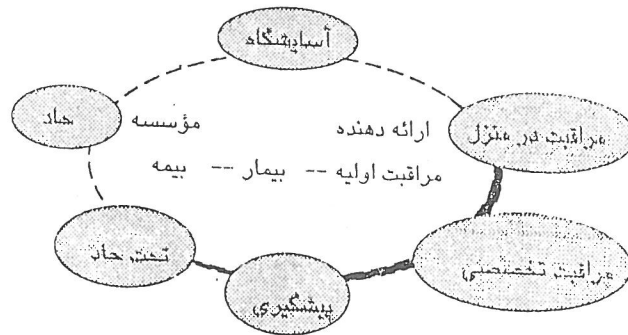 آسایشگاه
حاد
مؤسسه
ارائه دهنده
مراقبت در منزل
مراقبت اولیه -- بیمار -- بیمه
تحت حاد
مراقبت تخصصی
پیشگیری